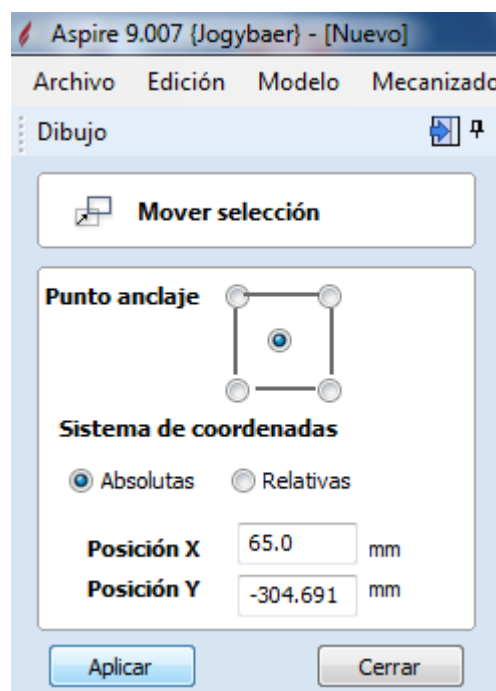 Aspire 9.007 {Jogybaer} - [Nuevo]
Archivo Edición Modelo Mecanizado
Dibujo
Mover selección
Punto anclaje
Sistema de coordenadas
Absolutas Relativas
Posición X 65.0 mm
Posición Y -304.691 mm
Aplicar Cerrar